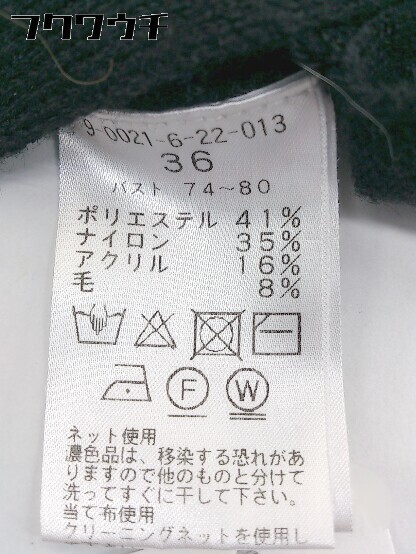 フクワウチ
9-0021-6-22-013
36
バスト 74~80
ポリエステル 41%
ナイロン 35%
アクリル 16%
毛 8%
F W
ネット使用
濃色品は、移染する恐れがあ
りますので他のものと分けて
洗ってすぐに干して下さい。
当て布使用
クリーニングネットを使用し